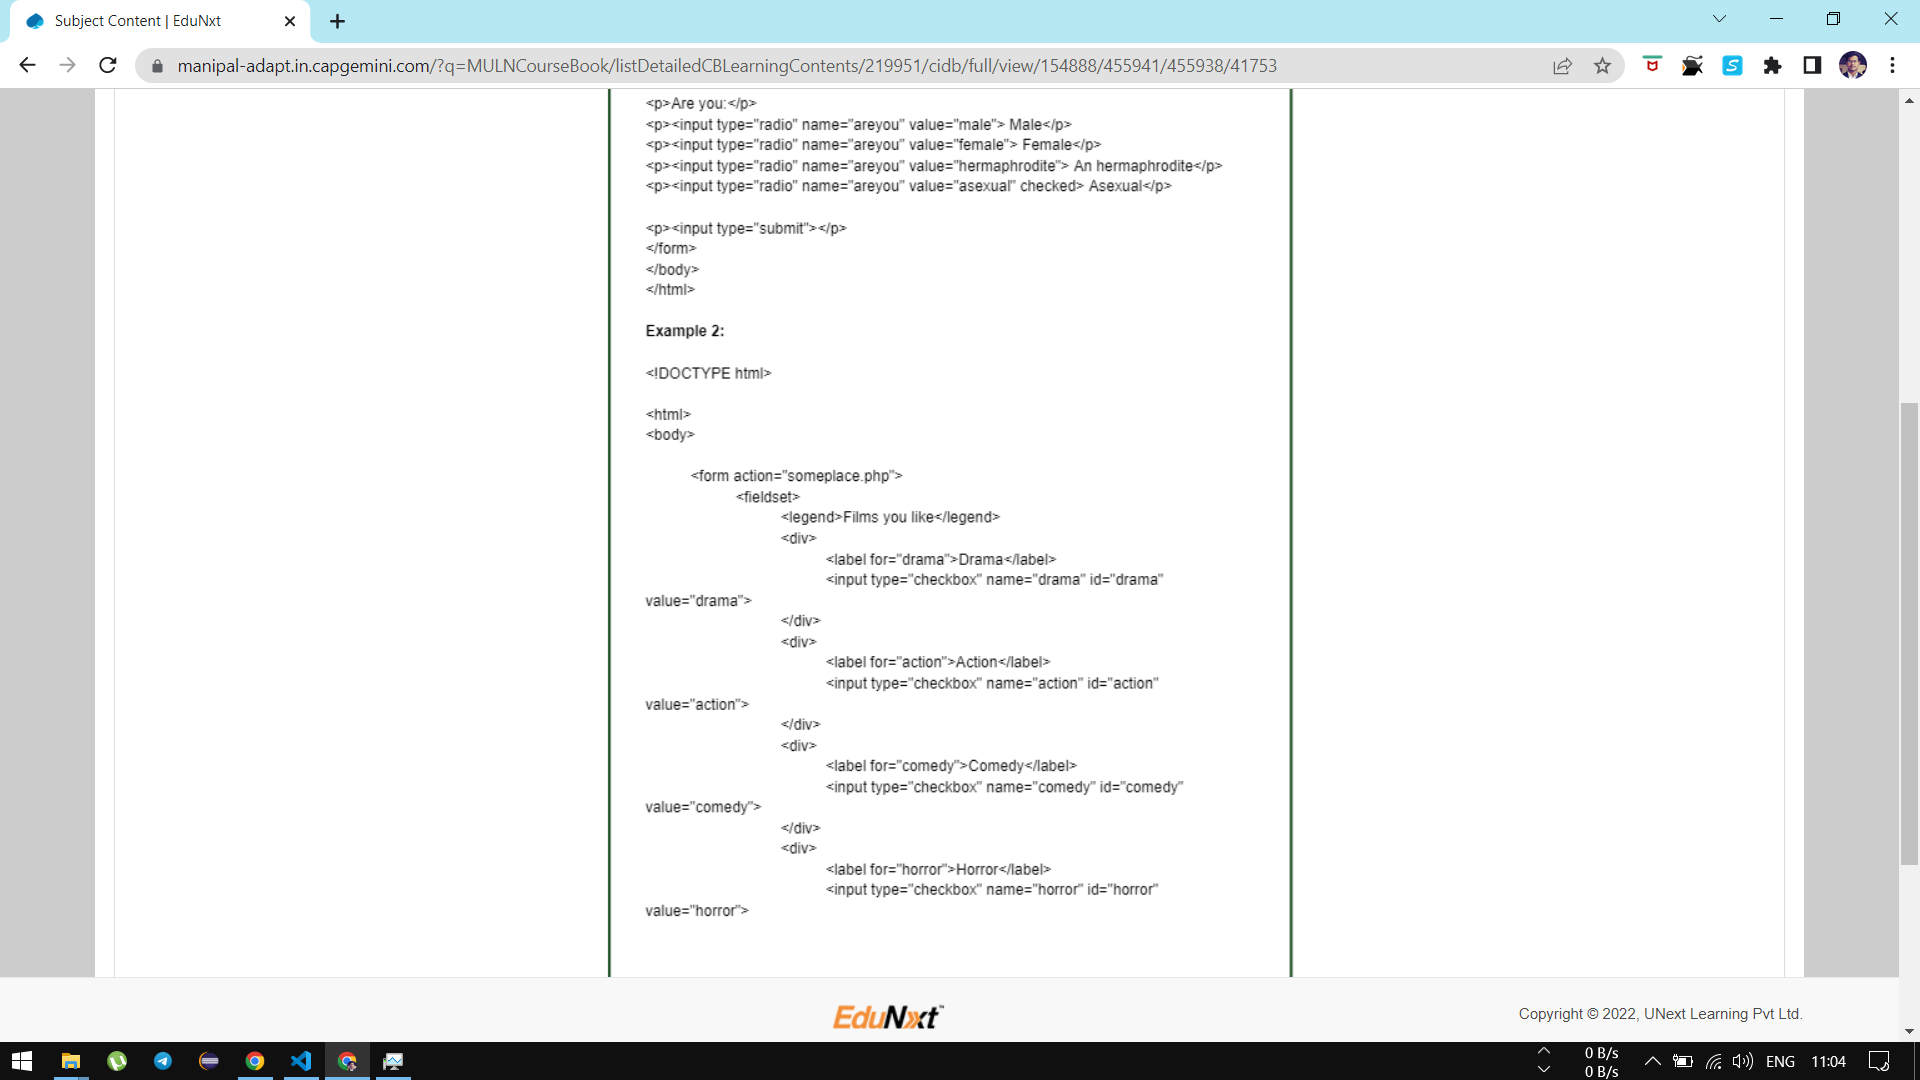 Subject Content | EduNxt
manipal-adapt.in.capgemini.com/?q=MULNCourseBook/listDetailedCBLearningContents/219951/cidb/full/view/154888/455941/455938/41753
<p>Are you:</p>
<p><input type="radio" name="areyou" value="male"> Male</p>
<p><input type="radio" name="areyou" value="female"> Female</p>
<p><input type="radio" name="areyou" value="hermaphrodite"> An hermaphrodite</p>
<p><input type="radio" name="areyou" value="asexual" checked> Asexual</p>
<p><input type="submit"></p>
</form>
</body>
</html>
Example 2:
<!DOCTYPE html>
<html>
<body>
<form action="someplace.php">
<fieldset>
<legend>Films you like</legend>
<div>
<label for="drama">Drama</label>
<input type="checkbox" name="drama" id="drama"
value="drama">
</div>
<div>
<label for="action">Action</label>
<input type="checkbox" name="action" id="action"
value="action">
</div>
<div>
<label for="comedy">Comedy</label>
<input type="checkbox" name="comedy" id="comedy"
value="comedy">
</div>
<div>
<label for="horror">Horror</label>
<input type="checkbox" name="horror" id="horror"
value="horror">
EduNxt™
Copyright © 2022, UNext Learning Pvt Ltd.
0 B/s
0 B/s
ENG
11:04